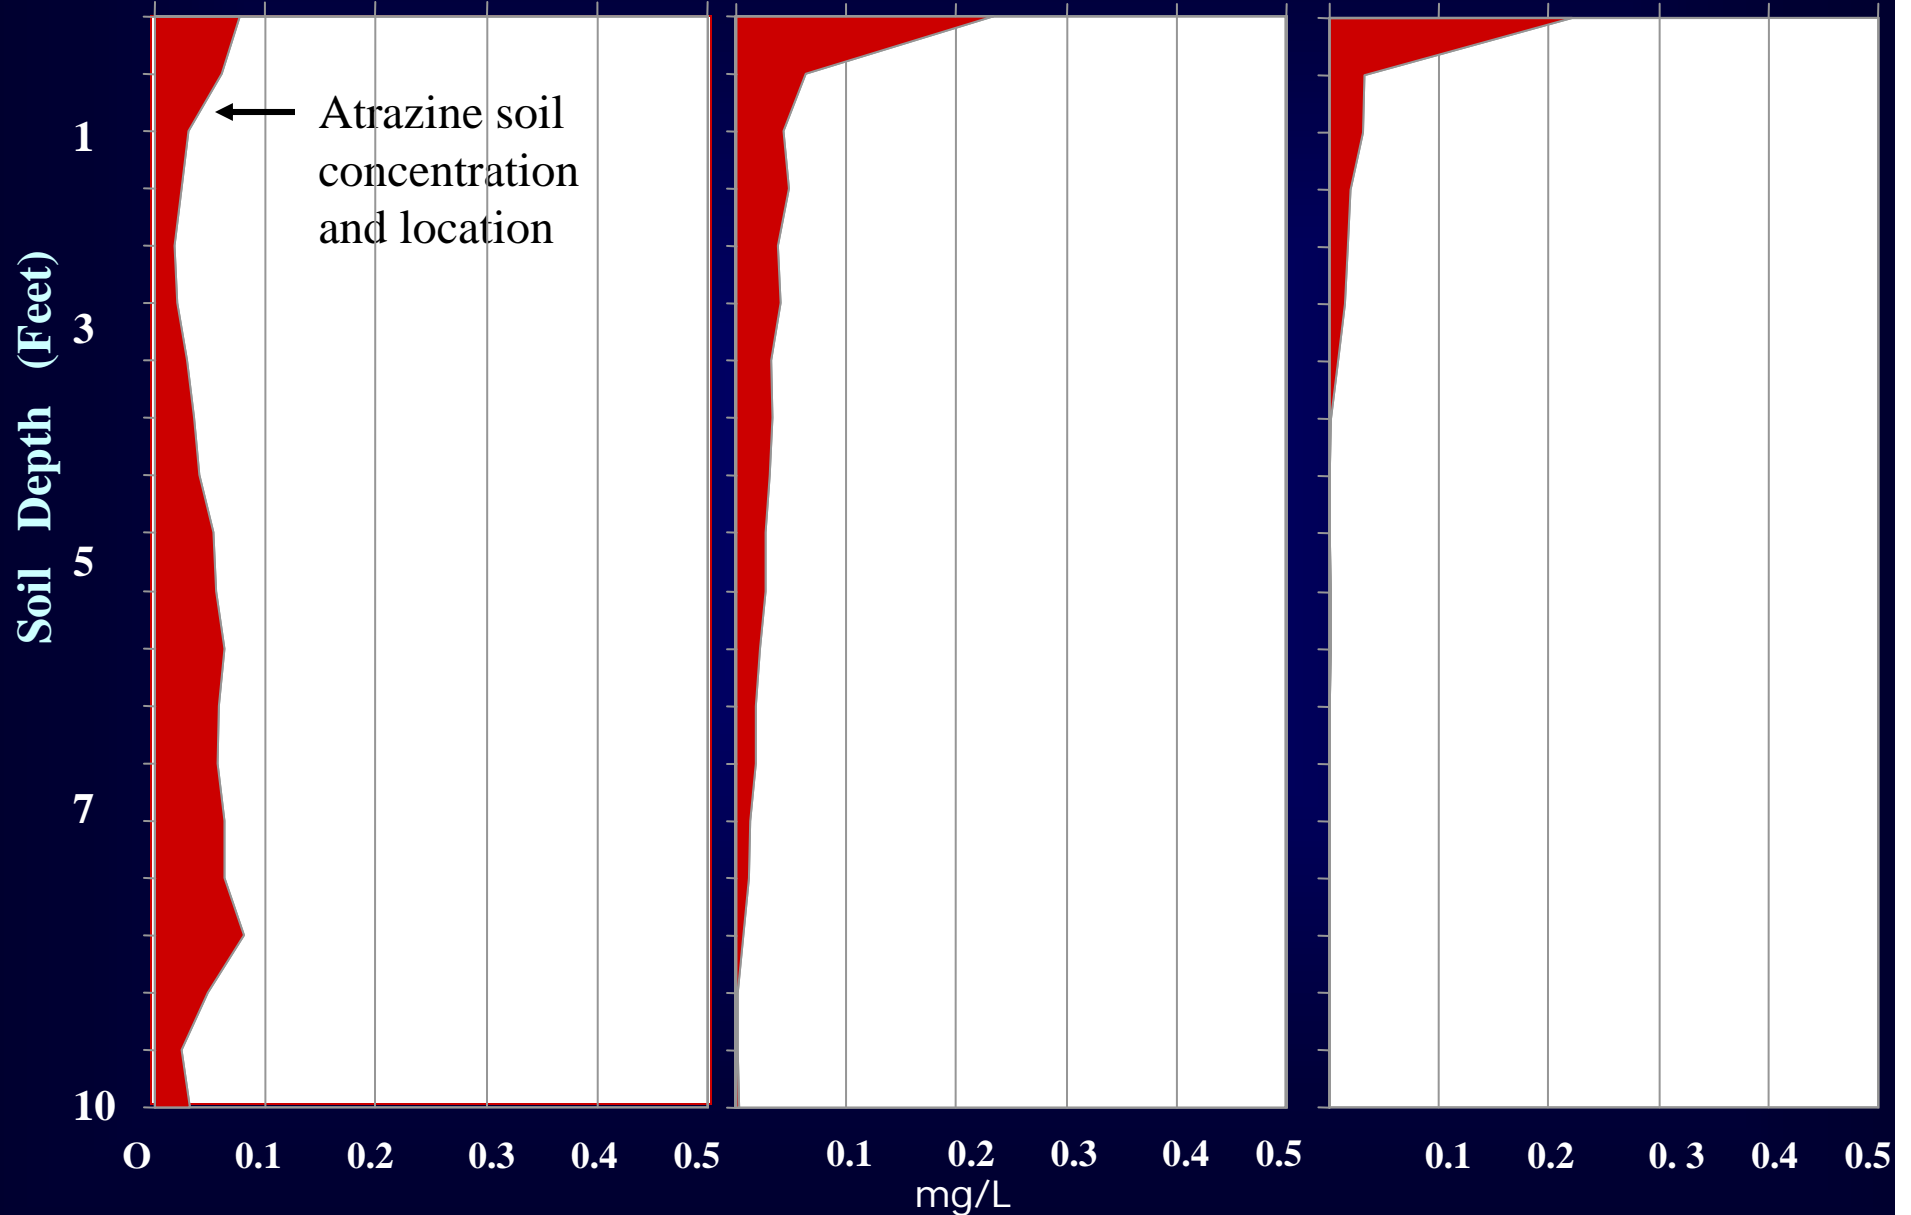 Atrazine soil
concentration
and location
Soil Depth (Feet)
1
3
5
7
10
O 0.1 0.2 0.3 0.4 0.5
0.1 0.2 0.3 0.4 0.5
0.1 0.2 0. 3 0.4 0.5
mg/L